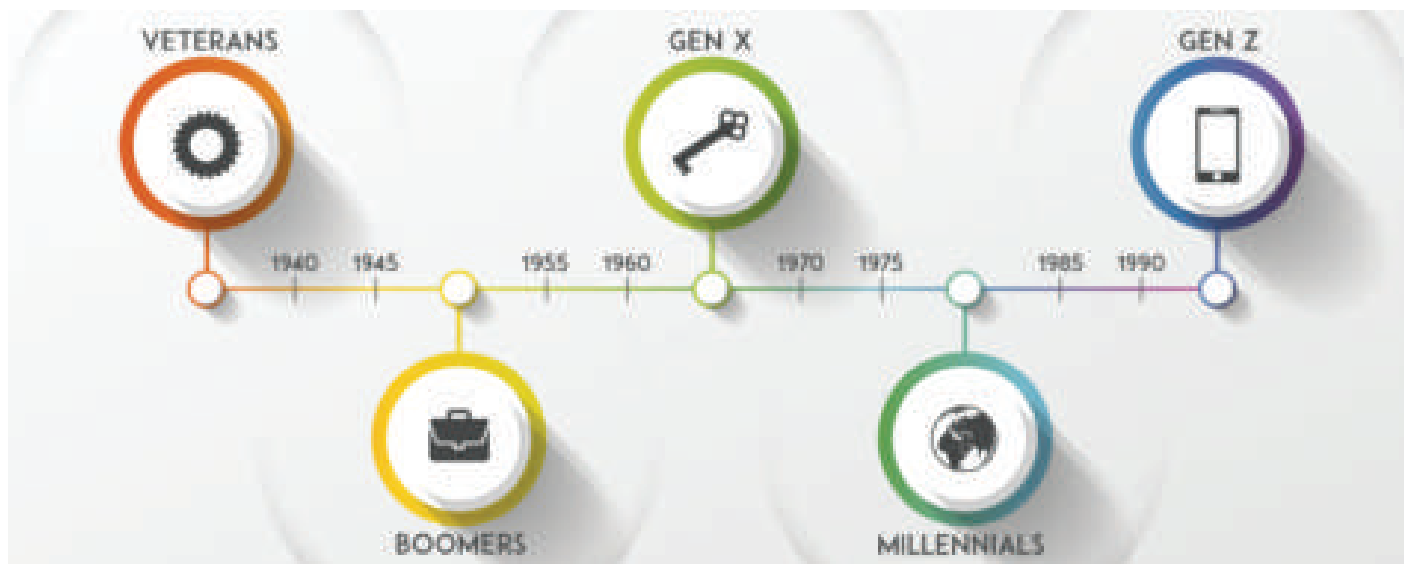 VETERANS
GEN X
GEN Z
1940 1945 1955 1960 1970 1975 1985 1990
BOOMERS
MILLENNIALS